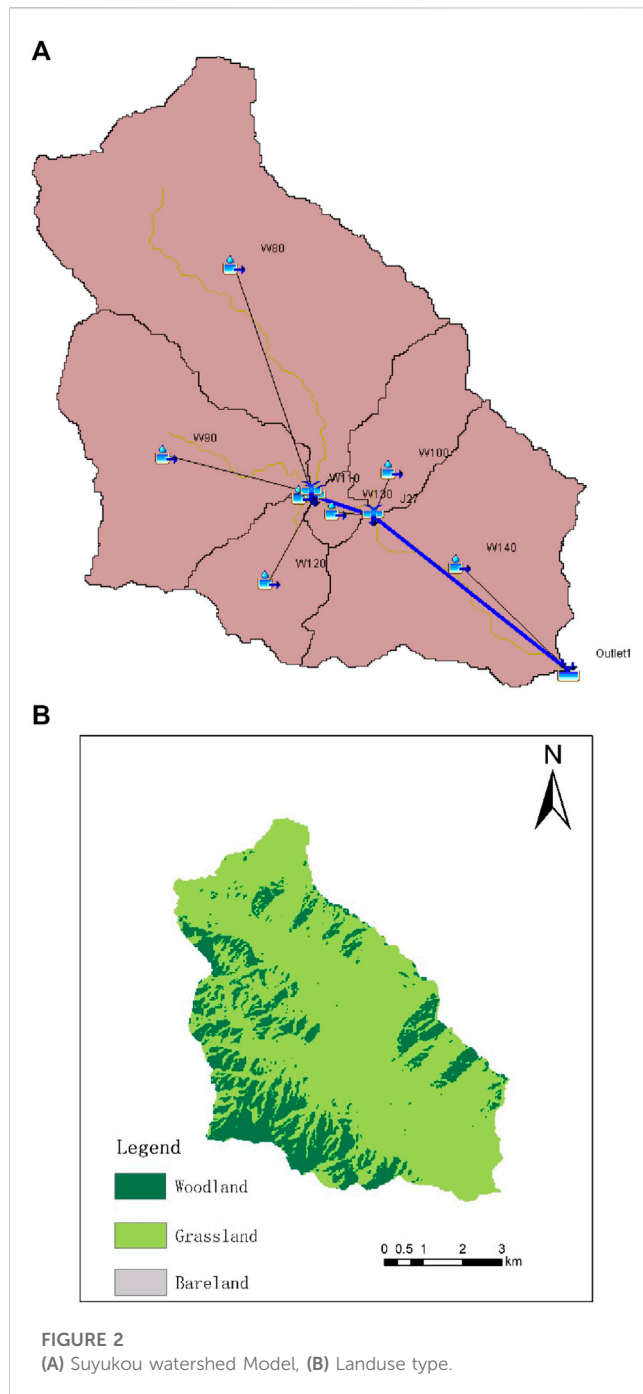 A
W80
W90
W100
W110
W130
J27
W140
W120
Outlet1
B
N
Legend
Woodland
Grassland
Bareland
0 0.5 1 2 3
km
FIGURE 2
(A) Suyukou watershed Model, (B) Landuse type.